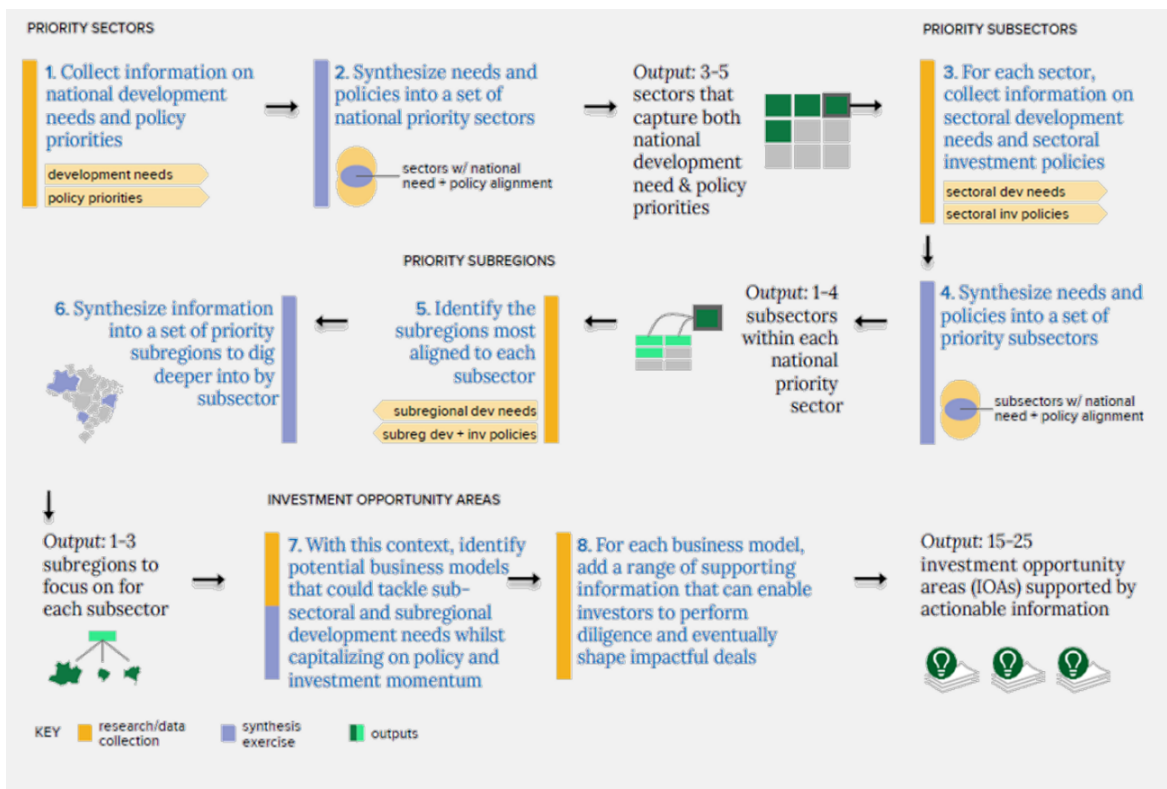 PRIORITY SECTORS
1. Collect information on
national development
needs and policy
priorities
development needs
policy priorities
2. Synthesize needs and
policies into a set of
national priority sectors
sectors w/ national
need + policy alignment
Output: 3-5
sectors that
capture both
national
development
need & policy
priorities
PRIORITY SUBSECTORS
3. For each sector,
collect information on
sectoral development
needs and sectoral
investment policies
sectoral dev needs
sectoral inv policies
4. Synthesize needs and
policies into a set of
priority subsectors
subsectors w/ national
need + policy alignment
Output: 1-4
subsectors
within each
national
priority
sector
PRIORITY SUBREGIONS
5. Identify the
subregions most
aligned to each
subsector
subregional dev needs
subreg dev + inv policies
6. Synthesize information
into a set of priority
subregions to dig
deeper into by
subsector
Output: 1-3
subregions to
focus on for
each subsector
INVESTMENT OPPORTUNITY AREAS
7. With this context, identify
potential business models
that could tackle sub-
sectoral and subregional
development needs whilst
capitalizing on policy and
investment momentum
8. For each business model,
add a range of supporting
information that can enable
investors to perform
diligence and eventually
shape impactful deals
Output: 15-25
investment opportunity
areas (IOAs) supported by
actionable information
KEY
research/data
collection
synthesis
exercise
outputs